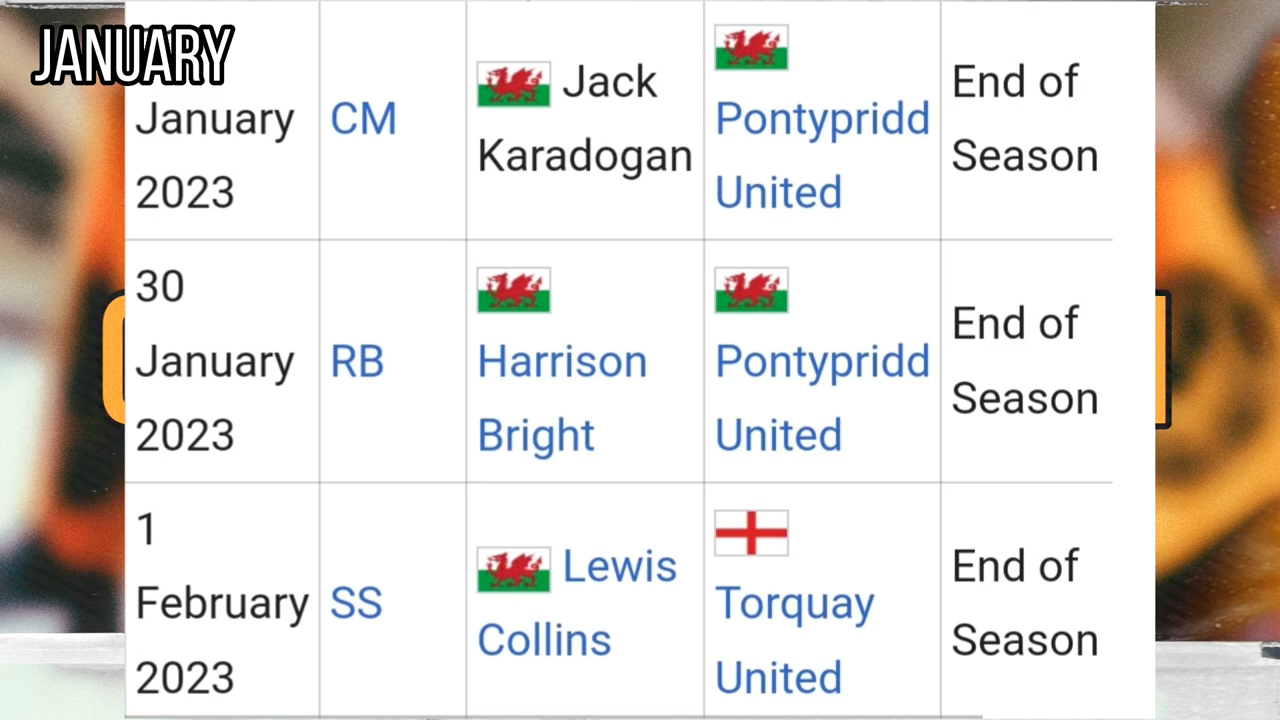 JANUARY
January
2023
CM
Jack
Karadogan
Pontypridd
United
End of
Season
30
January
2023
RB
Harrison
Bright
Pontypridd
United
End of
Season
1
February
2023
SS
Lewis
Collins
Torquay
United
End of
Season